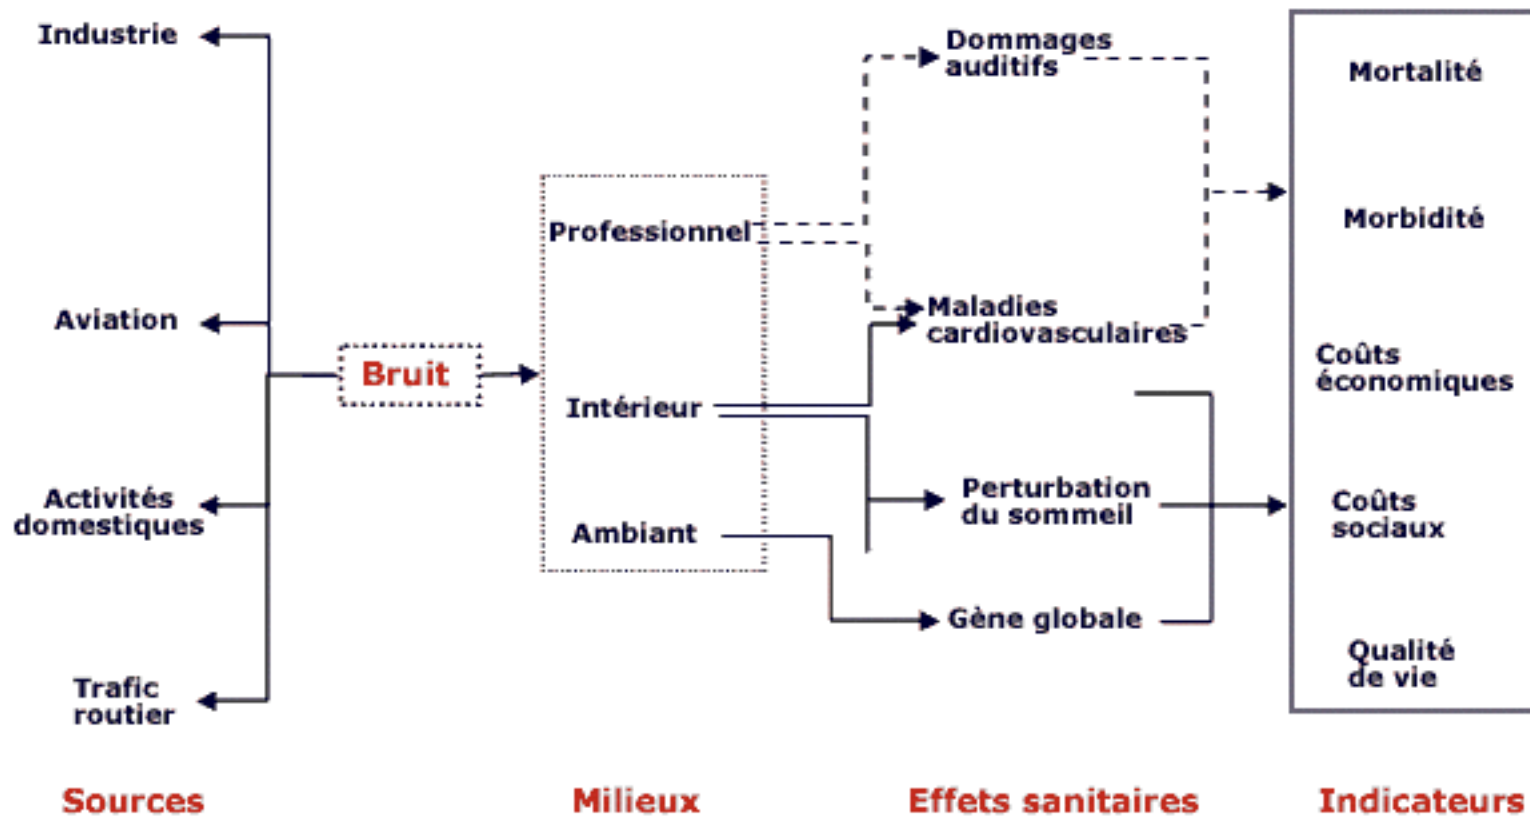 Industrie
Aviation
Activités
domestiques
Trafic
routier
Sources
Bruit
Professionnel
Intérieur
Ambiant
Milieux
Dommages
auditifs
Maladies
cardiovasculaires
Perturbation
du sommeil
Gène globale
Effets sanitaires
Mortalité
Morbidité
Coûts
économiques
Coûts
sociaux
Qualité
de vie
Indicateurs